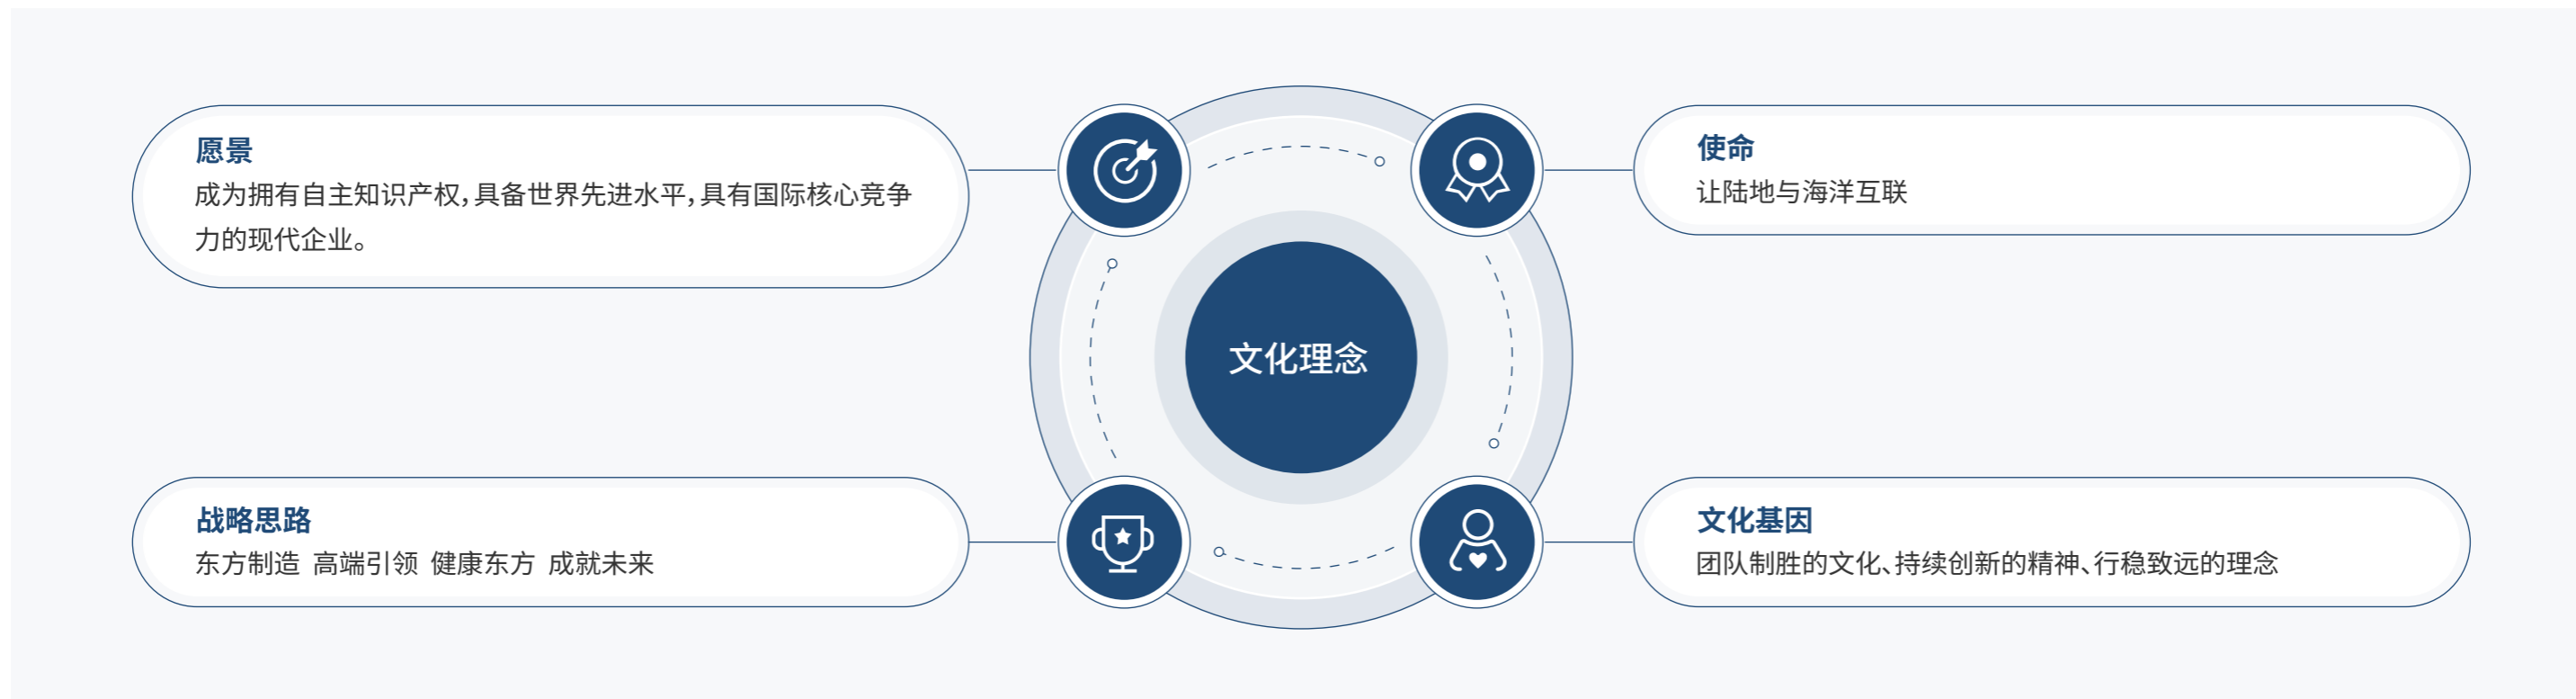 愿景
成为拥有自主知识产权，具备世界先进水平，具有国际核心竞争
力的现代企业。
使命
让陆地与海洋互联
文化理念
战略思路
东方制造 高端引领 健康东方 成就未来
文化基因
团队制胜的文化、持续创新的精神、行稳致远的理念